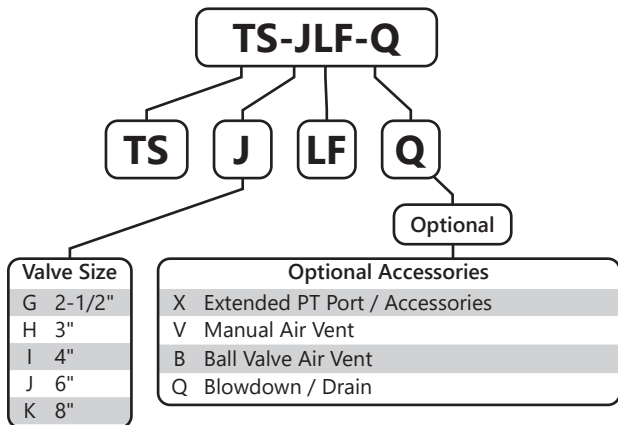 TS-JLF-Q
TS
J
LF
Q
Optional
Valve Size
G 2-1/2"
H 3"
I 4"
J 6"
K 8"
Optional Accessories
X Extended PT Port / Accessories
V Manual Air Vent
B Ball Valve Air Vent
Q Blowdown / Drain